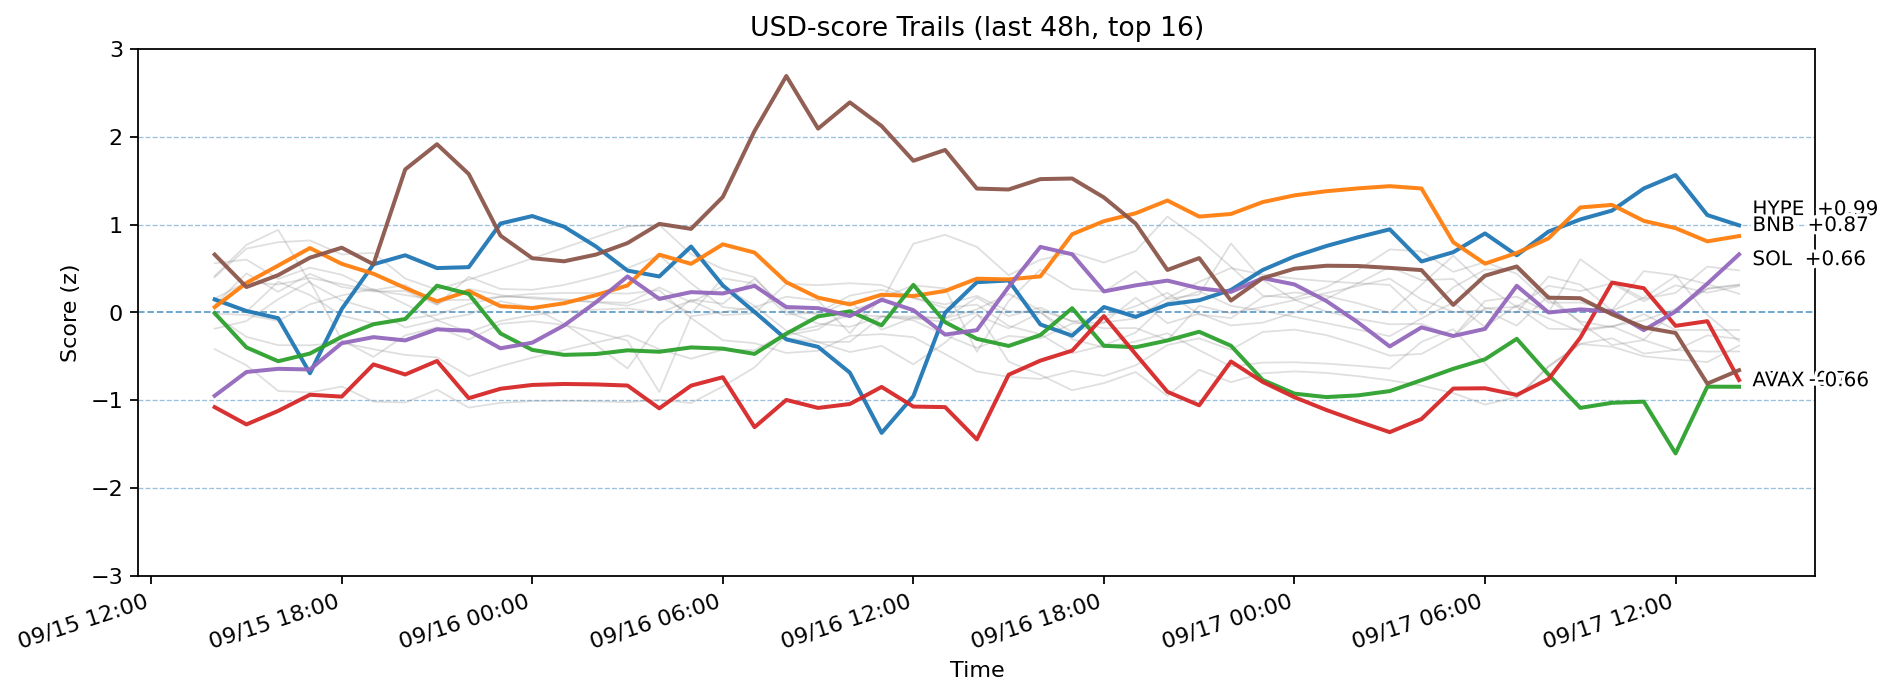 USD-score Trails (last 48h, top 16)
3
2
1
0
−1
−2
−3
Score (z)
HYPE +0.99
BNB +0.87
SOL +0.66
AVAX -0.66
09/15 12:00
09/15 18:00
09/16 00:00
09/16 06:00
09/16 12:00
09/16 18:00
09/17 00:00
09/17 06:00
09/17 12:00
Time